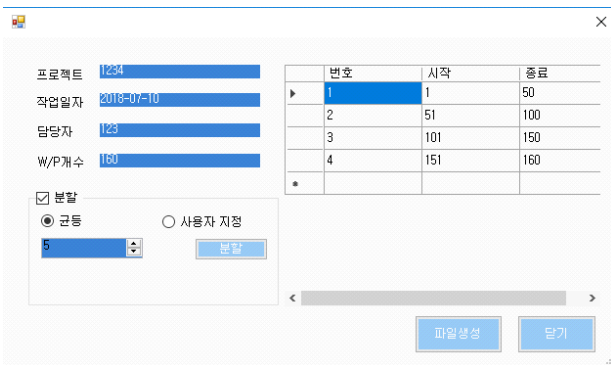 프로젝트 1234
작업일자 2018-07-10
담당자 123
W/P개수 160
분할
균등 사용자 지정
5 분할
번호 시작 종료
1 1 50
2 51 100
3 101 150
4 151 160
파일생성 닫기